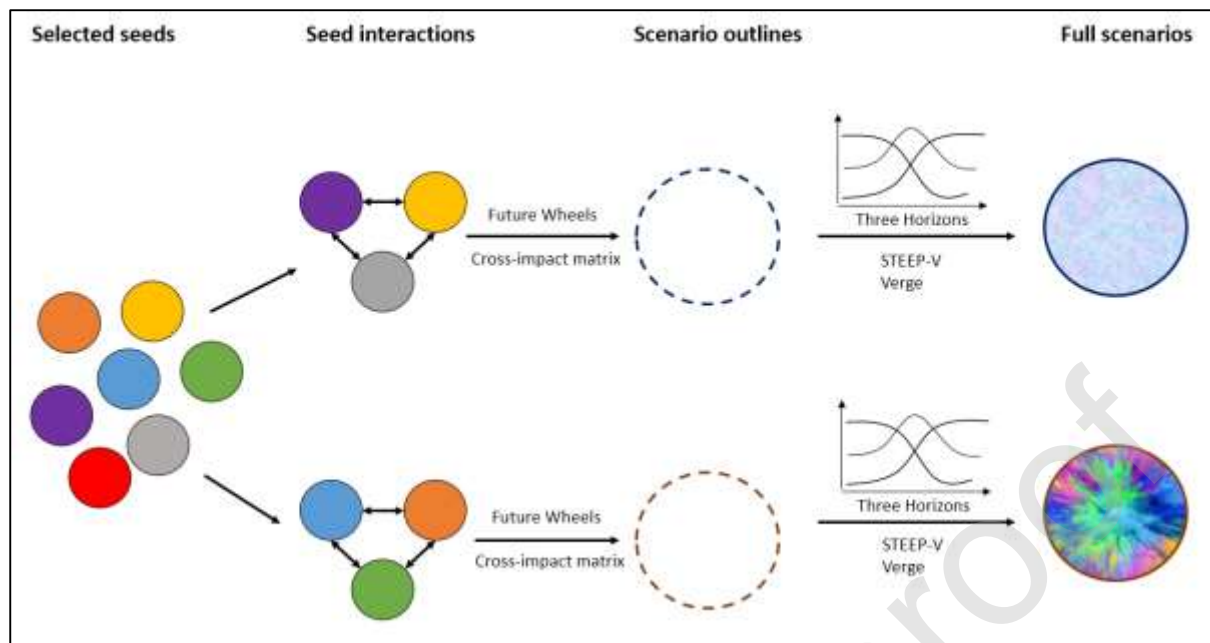 Selected seeds
Seed interactions
Scenario outlines
Full scenarios
Future Wheels
Cross-impact matrix
Three Horizons
STEEP-V
Verge
Future Wheels
Cross-impact matrix
Three Horizons
STEEP-V
Verge
roof